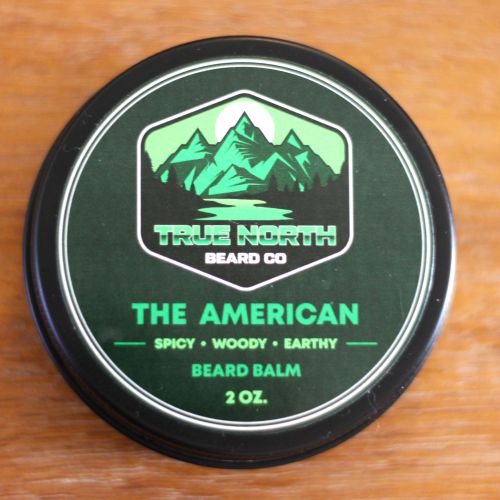 TRUE NORTH
BEARD CO
THE AMERICAN
SPICY • WOODY • EARTHY
BEARD BALM
2 OZ.